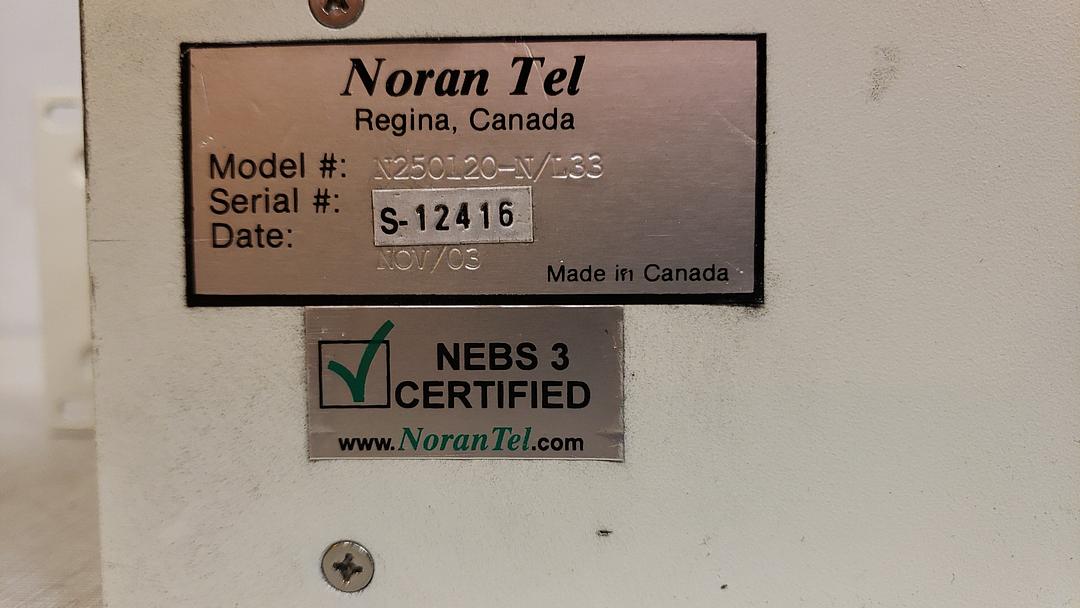 Noran Tel
Regina, Canada
Model #: N250120-N/L33
Serial #: S-12416
Date: NOV/03
Made in Canada
NEBS 3
CERTIFIED
www.NoranTel.com